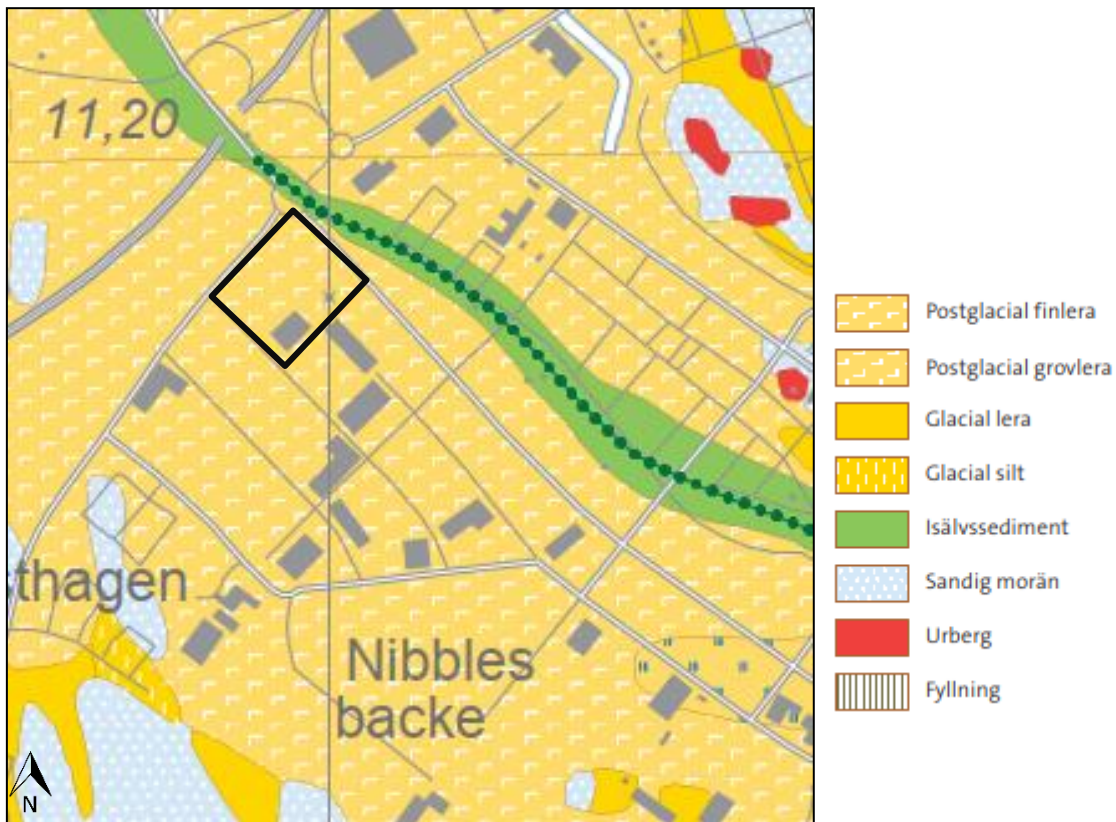 11,20
thagen
Nibbles
backe
N
Postglacial finlera
Postglacial grovlera
Glacial lera
Glacial silt
Isälvssediment
Sandig morän
Urberg
Fyllning